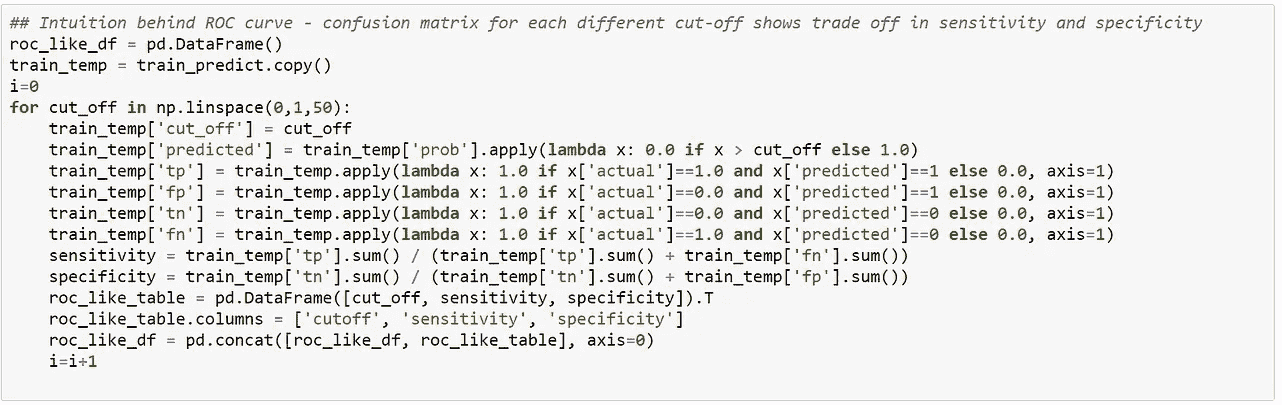 ## Intuition behind ROC curve - confusion matrix for each different cut-off shows trade off in sensitivity and specificity
roc_like_df = pd.DataFrame()
train_temp = train_predict.copy()
i=0
for cut_off in np.linspace(0,1,50):
    train_temp['cut_off'] = cut_off
    train_temp['predicted'] = train_temp['prob'].apply(lambda x: 0.0 if x > cut_off else 1.0)
    train_temp['tp'] = train_temp.apply(lambda x: 1.0 if x['actual']==1.0 and x['predicted']==1 else 0.0, axis=1)
    train_temp['fp'] = train_temp.apply(lambda x: 1.0 if x['actual']==0.0 and x['predicted']==1 else 0.0, axis=1)
    train_temp['tn'] = train_temp.apply(lambda x: 1.0 if x['actual']==0.0 and x['predicted']==0 else 0.0, axis=1)
    train_temp['fn'] = train_temp.apply(lambda x: 1.0 if x['actual']==1.0 and x['predicted']==0 else 0.0, axis=1)
    sensitivity = train_temp['tp'].sum() / (train_temp['tp'].sum() + train_temp['fn'].sum())
    specificity = train_temp['tn'].sum() / (train_temp['tn'].sum() + train_temp['fp'].sum())
    roc_like_table = pd.DataFrame([cut_off, sensitivity, specificity]).T
    roc_like_table.columns = ['cutoff', 'sensitivity', 'specificity']
    roc_like_df = pd.concat([roc_like_df, roc_like_table], axis=0)
    i=i+1